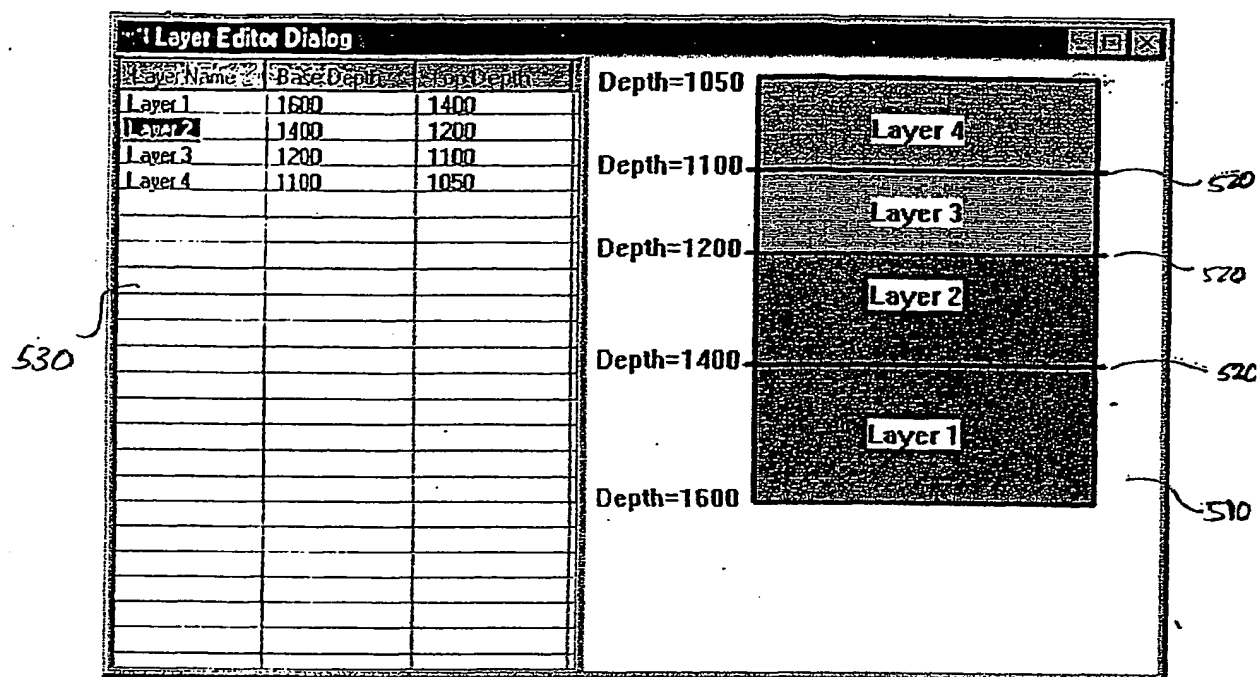 Layer Editor Dialog
Layer Name Base Depth Top Depth
Layer 1 1600 1400
Layer 2 1400 1200
Layer 3 1200 1100
Layer 4 1100 1050
Depth=1050
Layer 4
Depth=1100
520
Layer 3
Depth=1200
520
Layer 2
530
Depth=1400
520
Layer 1
Depth=1600
510